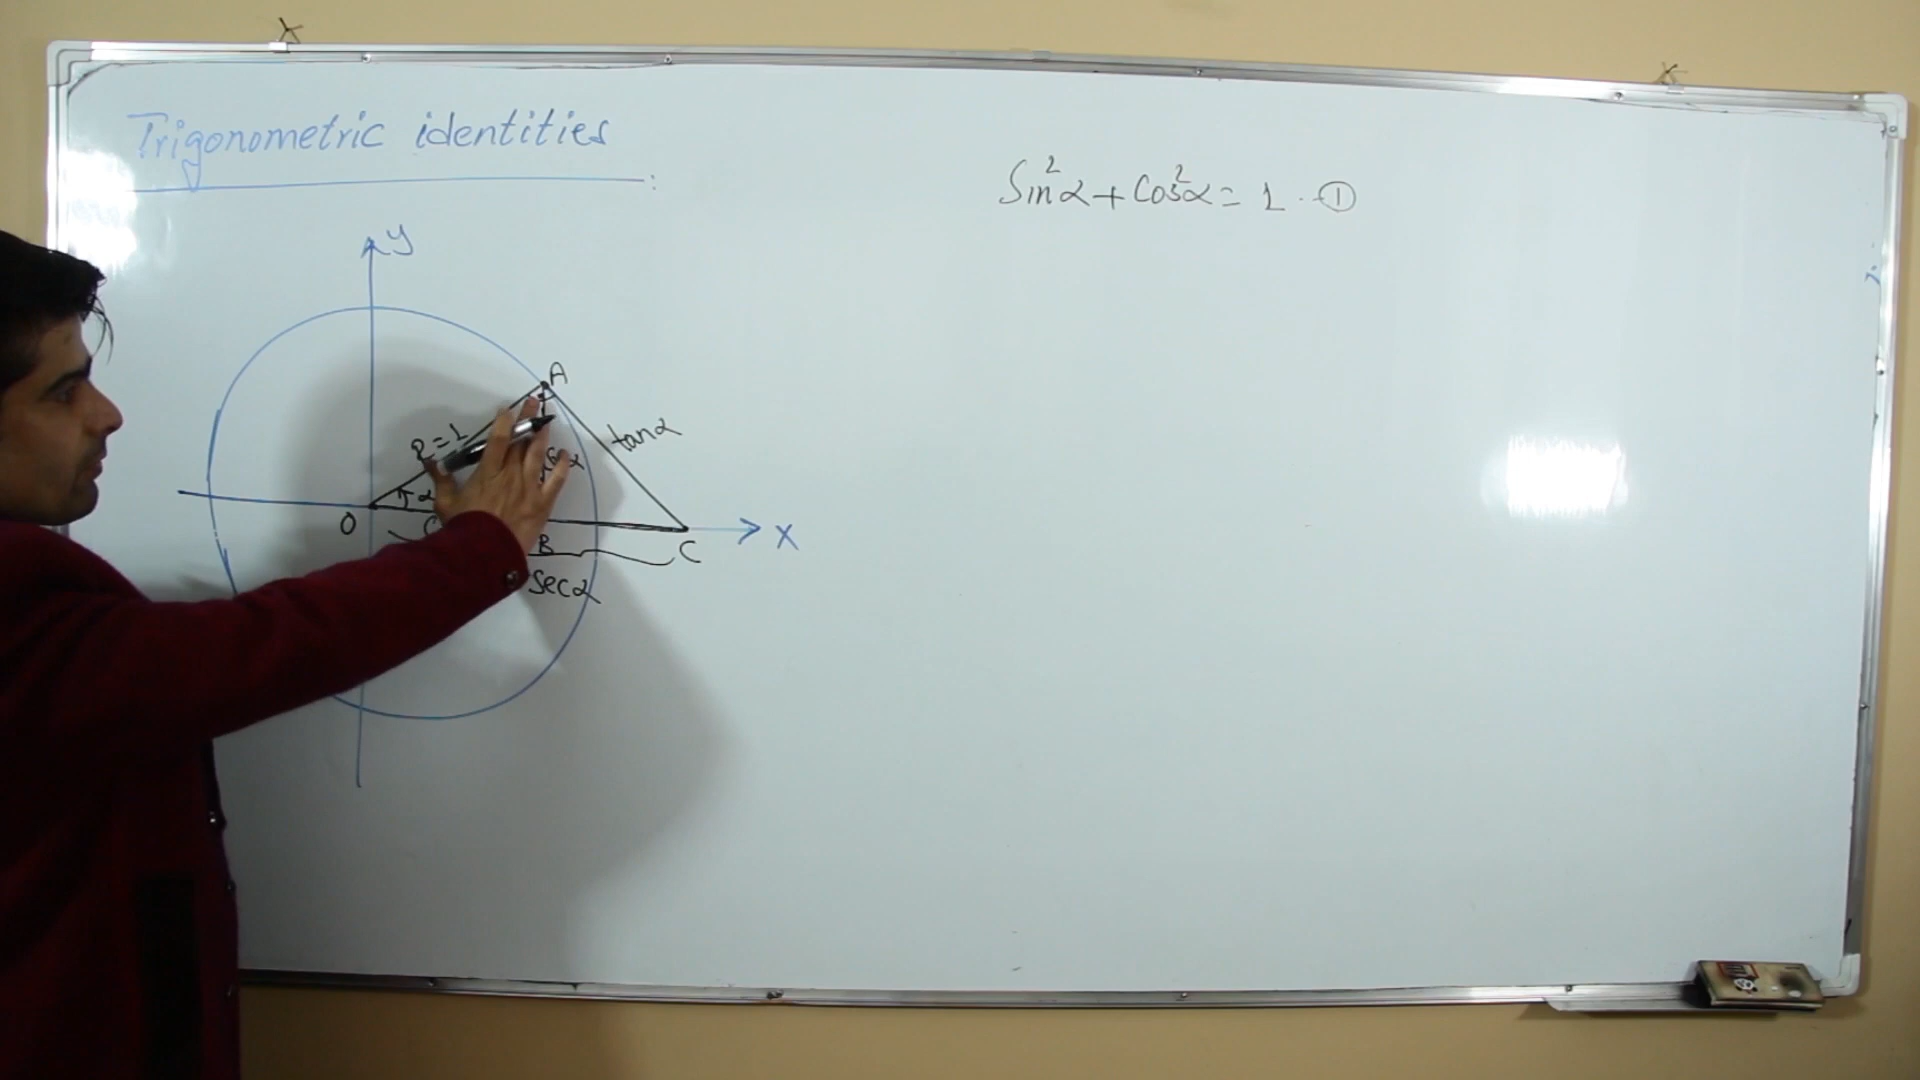 Trigonometric identities :
Sin²α + Cos²α = 1 ①
y
A
R = 1
tanα
α
O
B
C
X
Secα